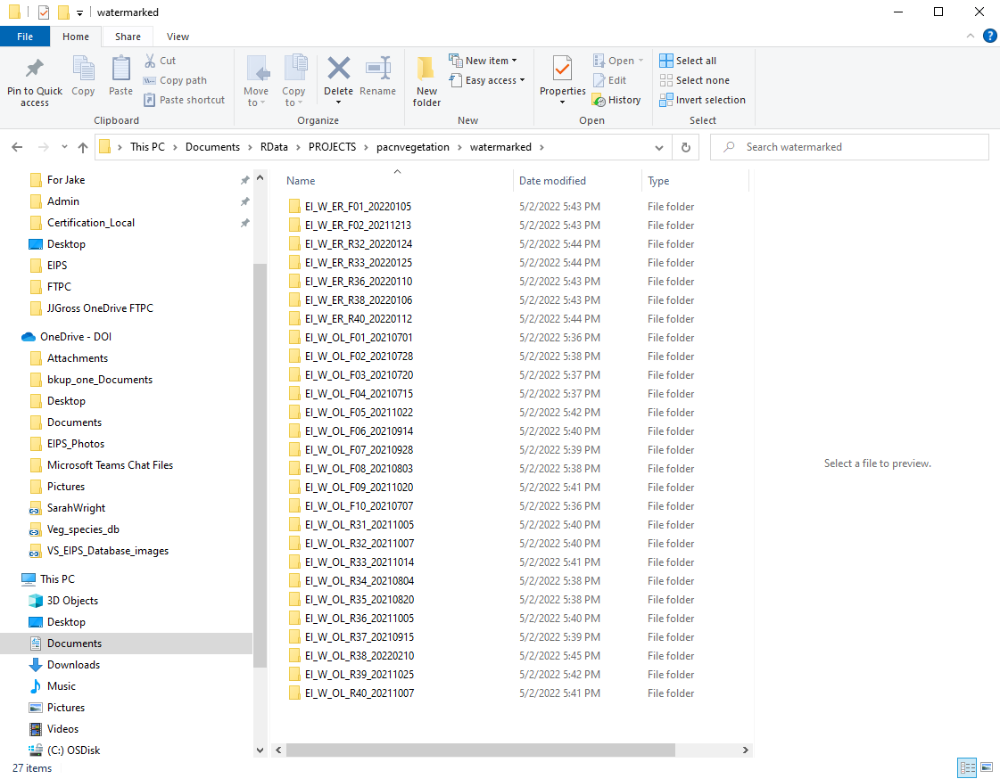 watermarked
File Home Share View
Pin to Quick access
Copy
Paste
Cut
Copy path
Paste shortcut
Clipboard
Move to
Copy to
Delete
Rename
Organize
New folder
New item
Easy access
New
Properties
Open
Edit
History
Open
Select all
Select none
Invert selection
Select
This PC > Documents > RData > PROJECTS > pacnvegetation > watermarked >
Search watermarked
For Jake
Admin
Certification_Local
Desktop
EIPS
FTPC
JJGross OneDrive FTPC
OneDrive - DOI
Attachments
bkup_one_Documents
Desktop
Documents
EIPS_Photos
Microsoft Teams Chat Files
Pictures
SarahWright
Veg_species_db
VS_EIPS_Database_images
This PC
3D Objects
Desktop
Documents
Downloads
Music
Pictures
Videos
(C:) OSDisk
Name Date modified Type
EI_W_ER_F01_20220105 5/2/2022 5:43 PM File folder
EI_W_ER_F02_20211213 5/2/2022 5:43 PM File folder
EI_W_ER_R32_20220124 5/2/2022 5:44 PM File folder
EI_W_ER_R33_20220125 5/2/2022 5:44 PM File folder
EI_W_ER_R36_20220110 5/2/2022 5:43 PM File folder
EI_W_ER_R38_20220106 5/2/2022 5:43 PM File folder
EI_W_ER_R40_20220112 5/2/2022 5:44 PM File folder
EI_W_OL_F01_20210701 5/2/2022 5:36 PM File folder
EI_W_OL_F02_20210728 5/2/2022 5:38 PM File folder
EI_W_OL_F03_20210720 5/2/2022 5:37 PM File folder
EI_W_OL_F04_20210715 5/2/2022 5:37 PM File folder
EI_W_OL_F05_20211022 5/2/2022 5:42 PM File folder
EI_W_OL_F06_20210914 5/2/2022 5:40 PM File folder
EI_W_OL_F07_20210928 5/2/2022 5:39 PM File folder
EI_W_OL_F08_20210803 5/2/2022 5:38 PM File folder
EI_W_OL_F09_20211020 5/2/2022 5:41 PM File folder
EI_W_OL_F10_20210707 5/2/2022 5:36 PM File folder
EI_W_OL_R31_20211005 5/2/2022 5:40 PM File folder
EI_W_OL_R32_20211007 5/2/2022 5:40 PM File folder
EI_W_OL_R33_20211014 5/2/2022 5:41 PM File folder
EI_W_OL_R34_20210804 5/2/2022 5:38 PM File folder
EI_W_OL_R35_20210820 5/2/2022 5:38 PM File folder
EI_W_OL_R36_20211005 5/2/2022 5:40 PM File folder
EI_W_OL_R37_20210915 5/2/2022 5:39 PM File folder
EI_W_OL_R38_20220210 5/2/2022 5:45 PM File folder
EI_W_OL_R39_20211025 5/2/2022 5:42 PM File folder
EI_W_OL_R40_20211007 5/2/2022 5:41 PM File folder
Select a file to preview.
27 items